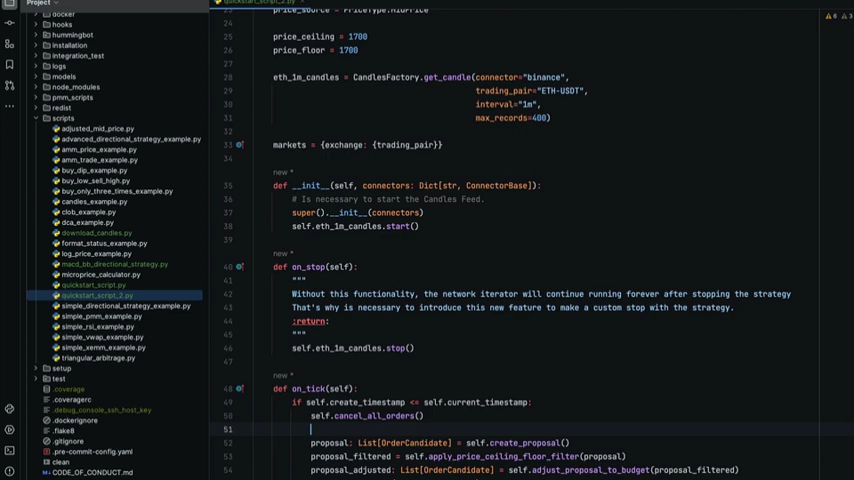 Project
quickstart_script_2.py
docker
hooks
hummingbot
installation
integration_test
logs
models
node_modules
pmm_scripts
redist
scripts
adjusted_mid_price.py
advanced_directional_strategy_example.py
amm_price_example.py
amm_trade_example.py
buy_dip_example.py
buy_low_sell_high.py
buy_only_three_times_example.py
candles_example.py
clob_example.py
dca_example.py
download_candles.py
format_status_example.py
log_price_example.py
macd_bb_directional_strategy.py
microprice_calculator.py
quickstart_script.py
quickstart_script_2.py
simple_directional_strategy_example.py
simple_pmm_example.py
simple_rsi_example.py
simple_vwap_example.py
simple_xemm_example.py
triangular_arbitrage.py
setup
test
.coverage
.coveragerc
.debug_console_ssh_host_key
.dockerignore
.flake8
.gitignore
.pre-commit-config.yaml
clean
CODE_OF_CONDUCT.md
6 3
23 price_source = PriceType.MidPrice
24
25 price_ceiling = 1700
26 price_floor = 1700
27
28 eth_1m_candles = CandlesFactory.get_candle(connector="binance",
29 trading_pair="ETH-USDT",
30 interval="1m",
31 max_records=400)
32
33 markets = {exchange: {trading_pair}}
34
new *
35 def __init__(self, connectors: Dict[str, ConnectorBase]):
36 # Is necessary to start the Candles Feed.
37 super().__init__(connectors)
38 self.eth_1m_candles.start()
39
new *
40 def on_stop(self):
41 """
42 Without this functionality, the network iterator will continue running forever after stopping the strategy
43 That's why is necessary to introduce this new feature to make a custom stop with the strategy.
44 :return:
45 """
46 self.eth_1m_candles.stop()
47
new *
48 def on_tick(self):
49 if self.create_timestamp <= self.current_timestamp:
50 self.cancel_all_orders()
51
52 proposal: List[OrderCandidate] = self.create_proposal()
53 proposal_filtered = self.apply_price_ceiling_floor_filter(proposal)
54 proposal_adjusted: List[OrderCandidate] = self.adjust_proposal_to_budget(proposal_filtered)